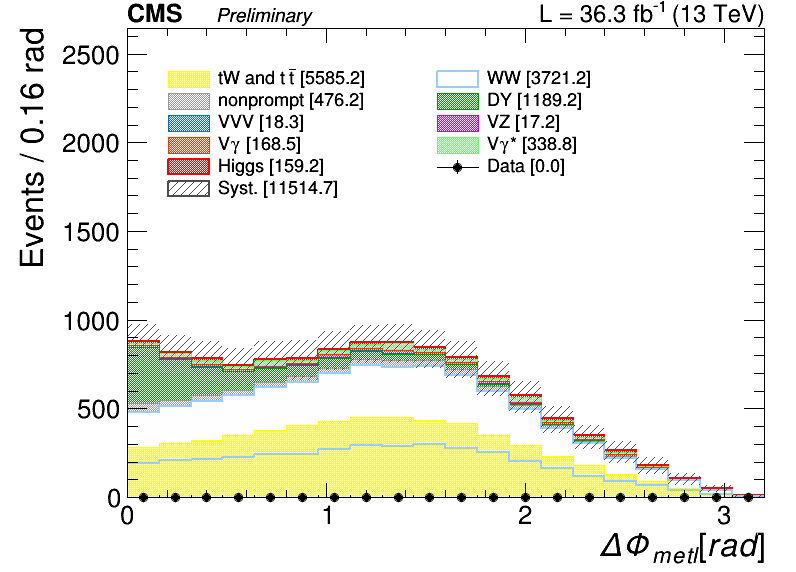 CMS Preliminary L = 36.3 fb⁻¹ (13 TeV)
Events / 0.16 rad
2500
2000
1500
1000
500
0
tW and t t̄ [5585.2]
nonprompt [476.2]
VVV [18.3]
Vγ [168.5]
Higgs [159.2]
Syst. [11514.7]
WW [3721.2]
DY [1189.2]
VZ [17.2]
Vγ* [338.8]
Data [0.0]
0 1 2 3
ΔΦ metl[rad]